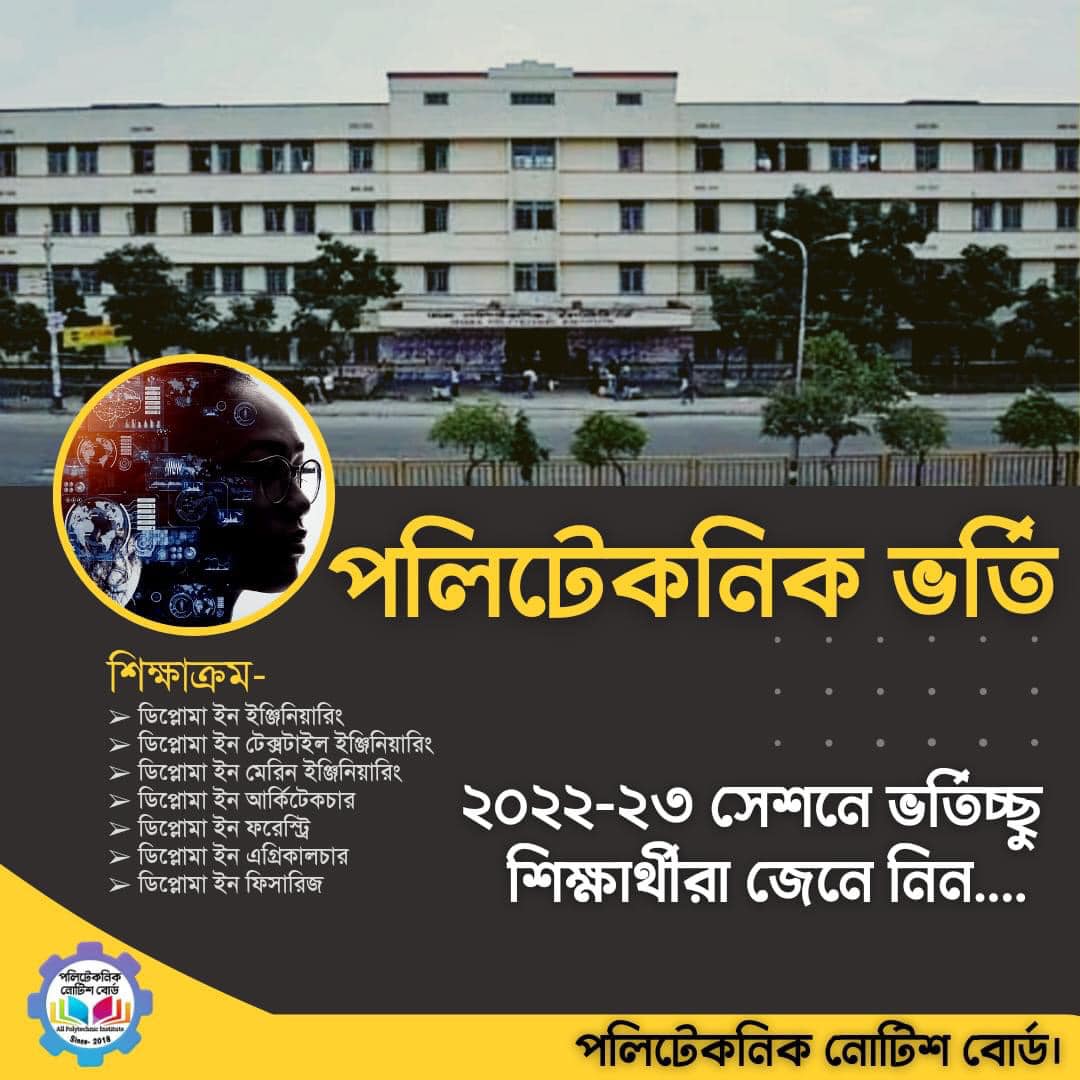 পলিটেকনিক ভর্তি
শিক্ষাক্রম-
➢ ডিপ্লোমা ইন ইঞ্জিনিয়ারিং
➢ ডিপ্লোমা ইন টেক্সটাইল ইঞ্জিনিয়ারিং
➢ ডিপ্লোমা ইন মেরিন ইঞ্জিনিয়ারিং
➢ ডিপ্লোমা ইন আর্কিটেকচার
➢ ডিপ্লোমা ইন ফরেস্ট্রি
➢ ডিপ্লোমা ইন এগ্রিকালচার
➢ ডিপ্লোমা ইন ফিসারিজ
২০২২-২৩ সেশনে ভর্তিচ্ছু
শিক্ষার্থীরা জেনে নিন....
পলিটেকনিক
নোটিশ বোর্ড
All Polytechnic Institute
Since- 2018
পলিটেকনিক নোটিশ বোর্ড।